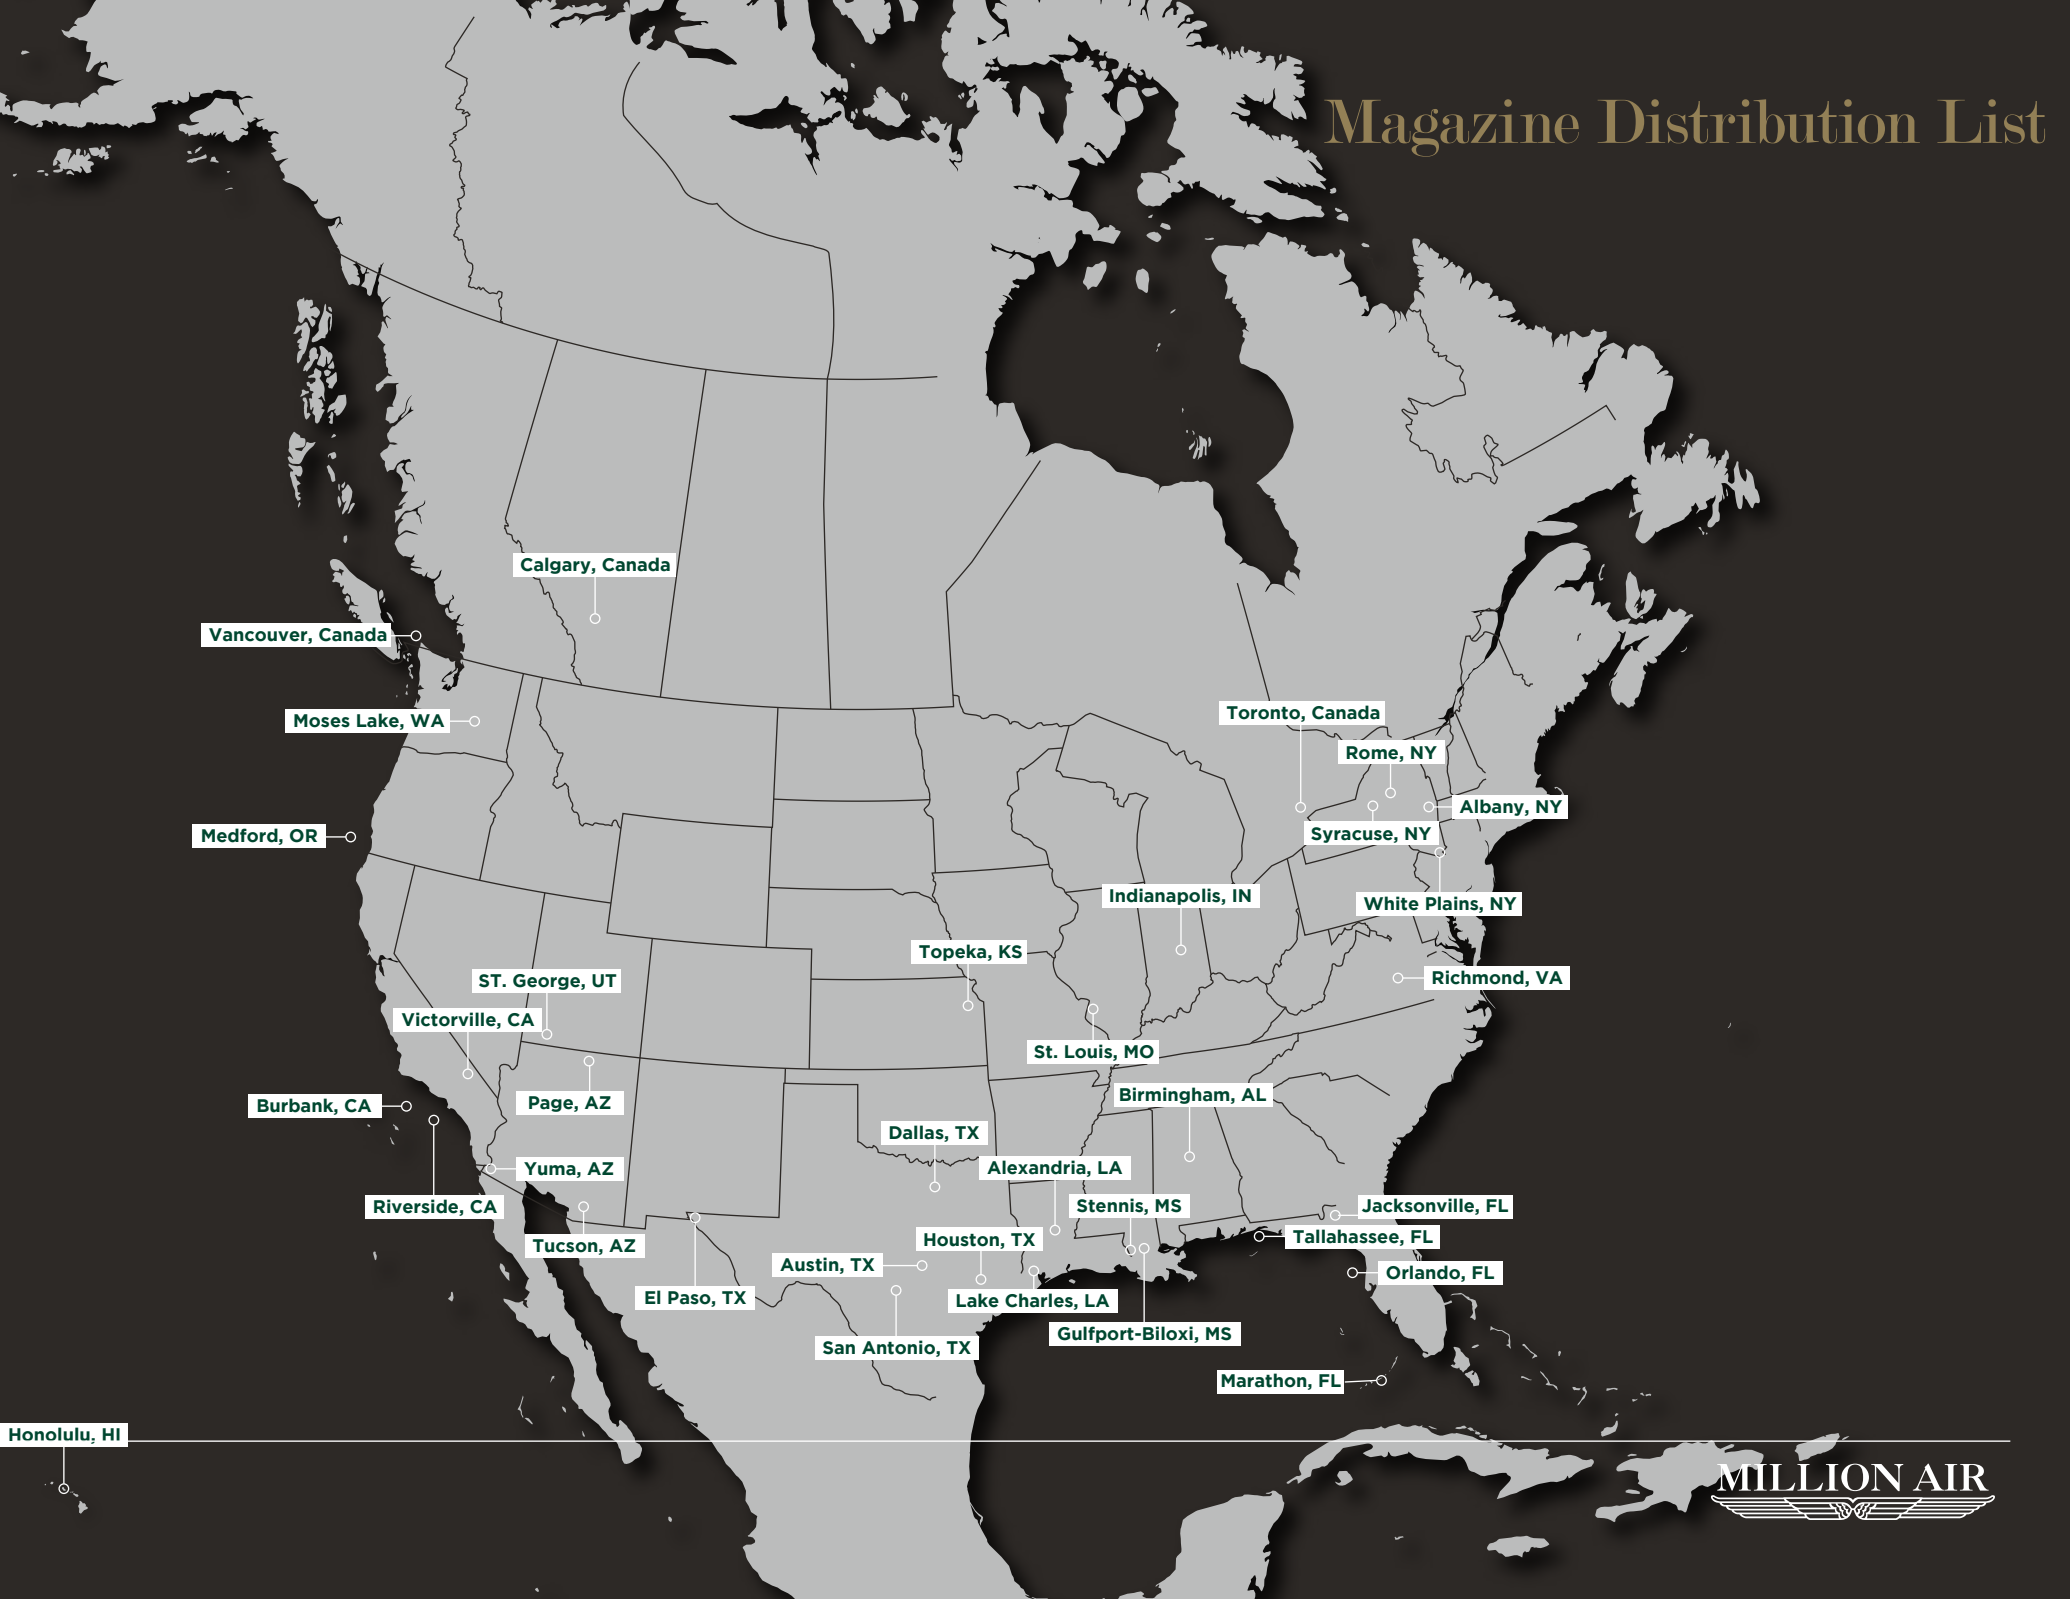 Magazine Distribution List
Calgary, Canada
Vancouver, Canada
Moses Lake, WA
Toronto, Canada
Rome, NY
Albany, NY
Medford, OR
Syracuse, NY
Indianapolis, IN
White Plains, NY
Topeka, KS
ST. George, UT
Richmond, VA
Victorville, CA
St. Louis, MO
Burbank, CA
Page, AZ
Birmingham, AL
Dallas, TX
Yuma, AZ
Alexandria, LA
Riverside, CA
Stennis, MS
Jacksonville, FL
Tucson, AZ
Houston, TX
Tallahassee, FL
Austin, TX
Orlando, FL
El Paso, TX
Lake Charles, LA
Gulfport-Biloxi, MS
San Antonio, TX
Marathon, FL
Honolulu, HI
MILLION AIR